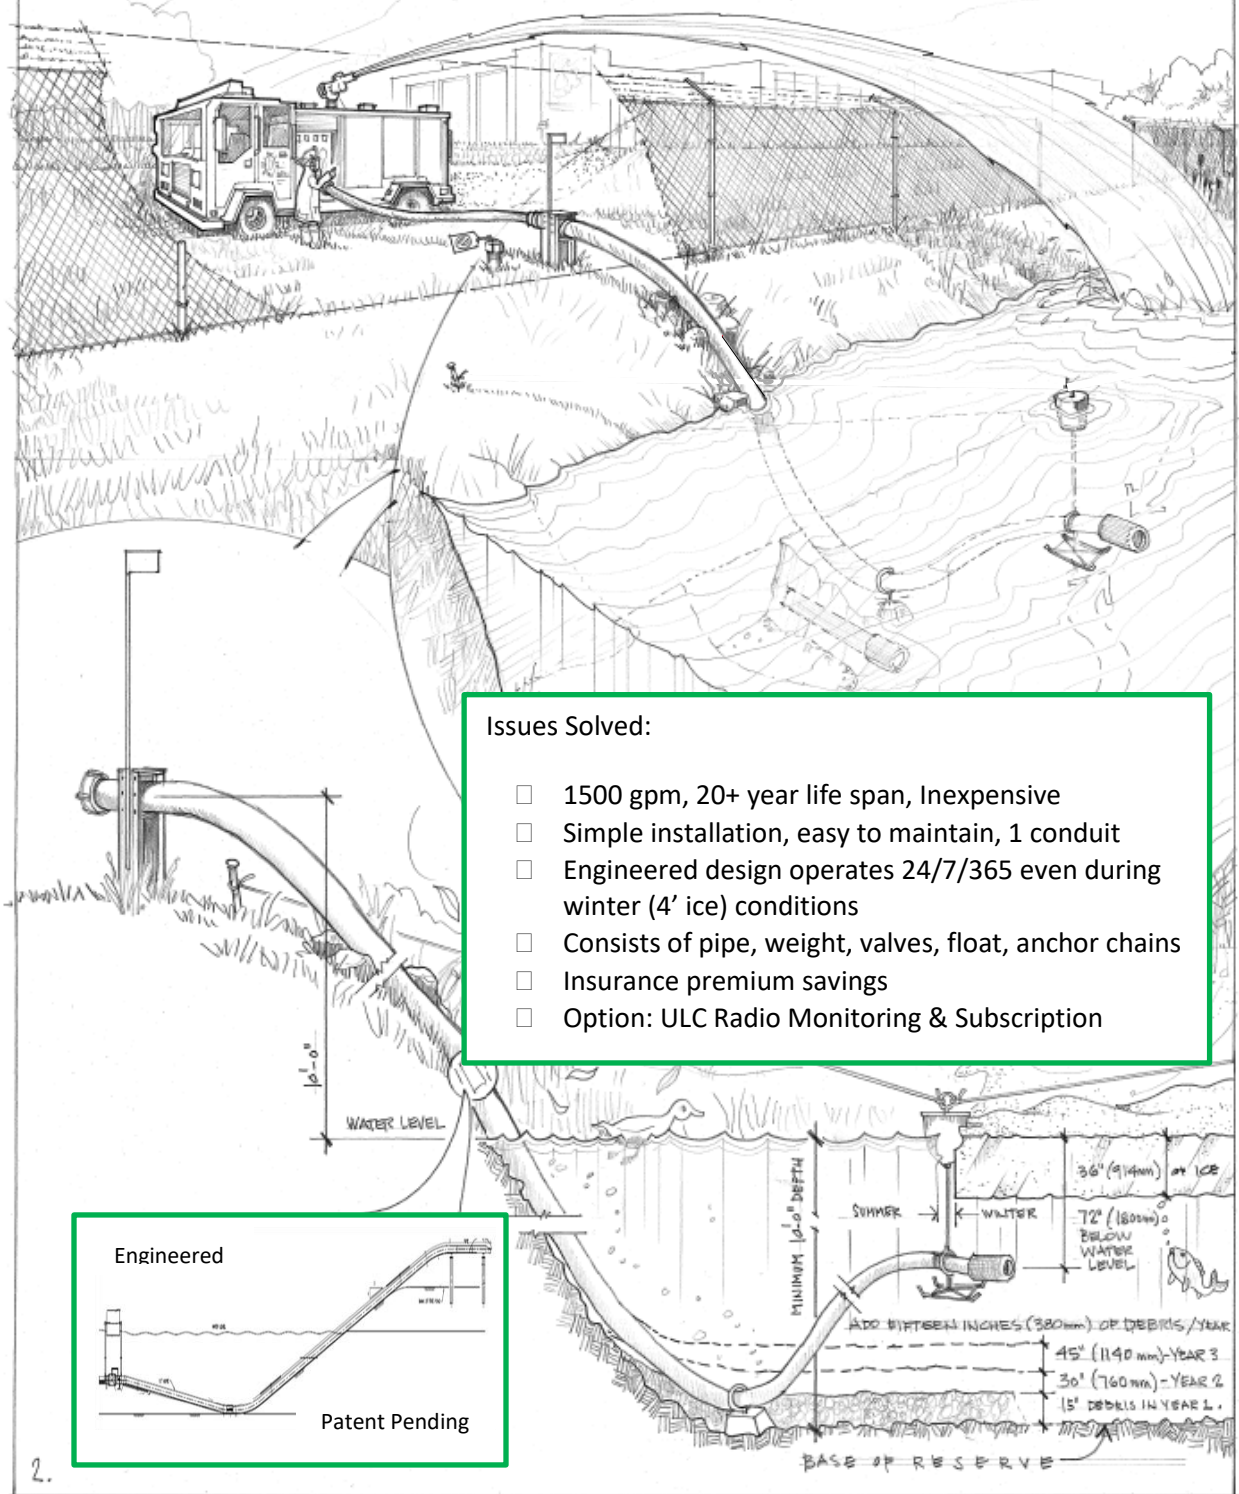 Issues Solved:
1500 gpm, 20+ year life span, Inexpensive
Simple installation, easy to maintain, 1 conduit
Engineered design operates 24/7/365 even during
winter (4’ ice) conditions
Consists of pipe, weight, valves, float, anchor chains
Insurance premium savings
Option: ULC Radio Monitoring & Subscription
10'-0"
WATER LEVEL
MINIMUM 10'-0" DEPTH
36" (914mm) OF ICE
SUMMER
WINTER
72" (1800mm)
BELOW
WATER
LEVEL
ADD FIFTEEN INCHES (380mm) OF DEBRIS/YEAR
45" (1140 mm)-YEAR 3
30" (760mm)-YEAR 2
15" DEBRIS IN YEAR 1.
BASE OF RESERVE
Engineered
Patent Pending
2.